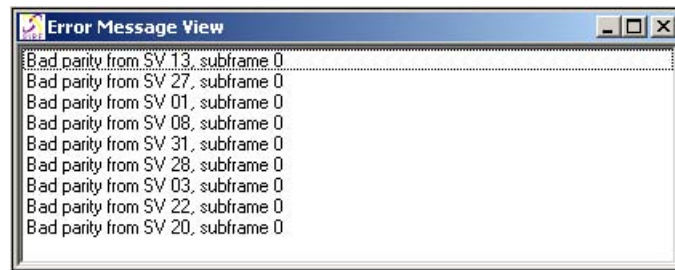 Error Message View
Bad parity from SV 13, subframe 0
Bad parity from SV 27, subframe 0
Bad parity from SV 01, subframe 0
Bad parity from SV 08, subframe 0
Bad parity from SV 31, subframe 0
Bad parity from SV 28, subframe 0
Bad parity from SV 03, subframe 0
Bad parity from SV 22, subframe 0
Bad parity from SV 20, subframe 0